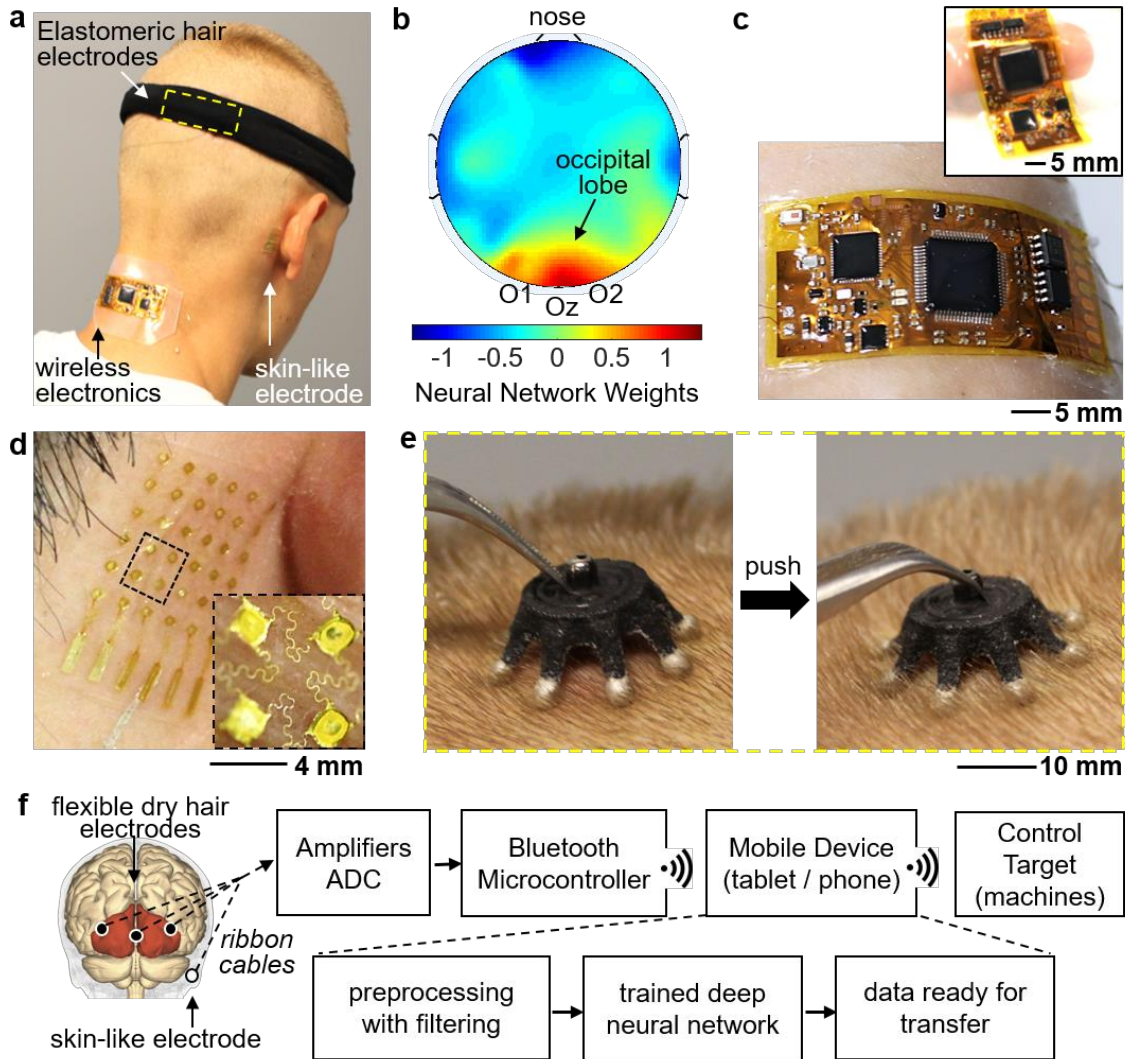 a
Elastomeric hair
electrodes
wireless
electronics
skin-like
electrode
b
nose
occipital
lobe
O1
Oz
O2
-1
-0.5
0
0.5
1
Neural Network Weights
c
5 mm
5 mm
d
4 mm
e
push
10 mm
f
flexible dry hair
electrodes
ribbon
cables
skin-like electrode
Amplifiers
ADC
Bluetooth
Microcontroller
Mobile Device
(tablet / phone)
Control
Target
(machines)
preprocessing
with filtering
trained deep
neural network
data ready for
transfer